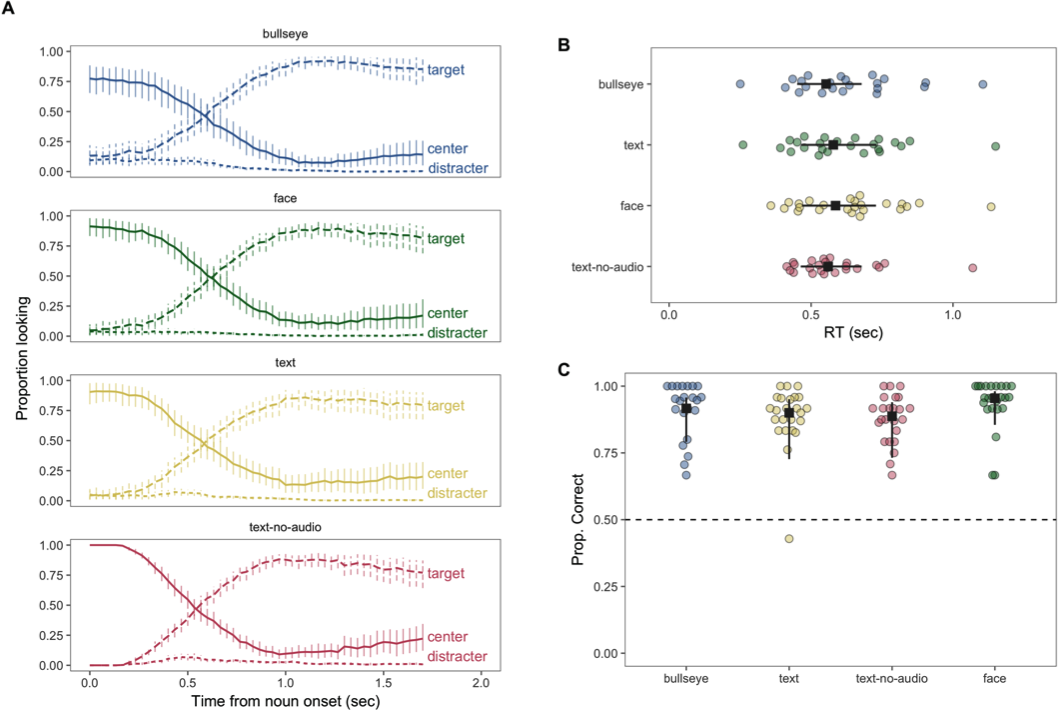 A
bullseye
1.00
0.75
0.50
0.25
0.00
target
center
distracter
face
1.00
0.75
0.50
0.25
0.00
target
center
distracter
text
1.00
0.75
0.50
0.25
0.00
target
center
distracter
text-no-audio
1.00
0.75
0.50
0.25
0.00
target
center
distracter
0.0 0.5 1.0 1.5 2.0
Time from noun onset (sec)
Proportion looking
B
bullseye
text
face
text-no-audio
0.0 0.5 1.0
RT (sec)
C
1.00
0.75
0.50
0.25
0.00
Prop. Correct
bullseye text text-no-audio face